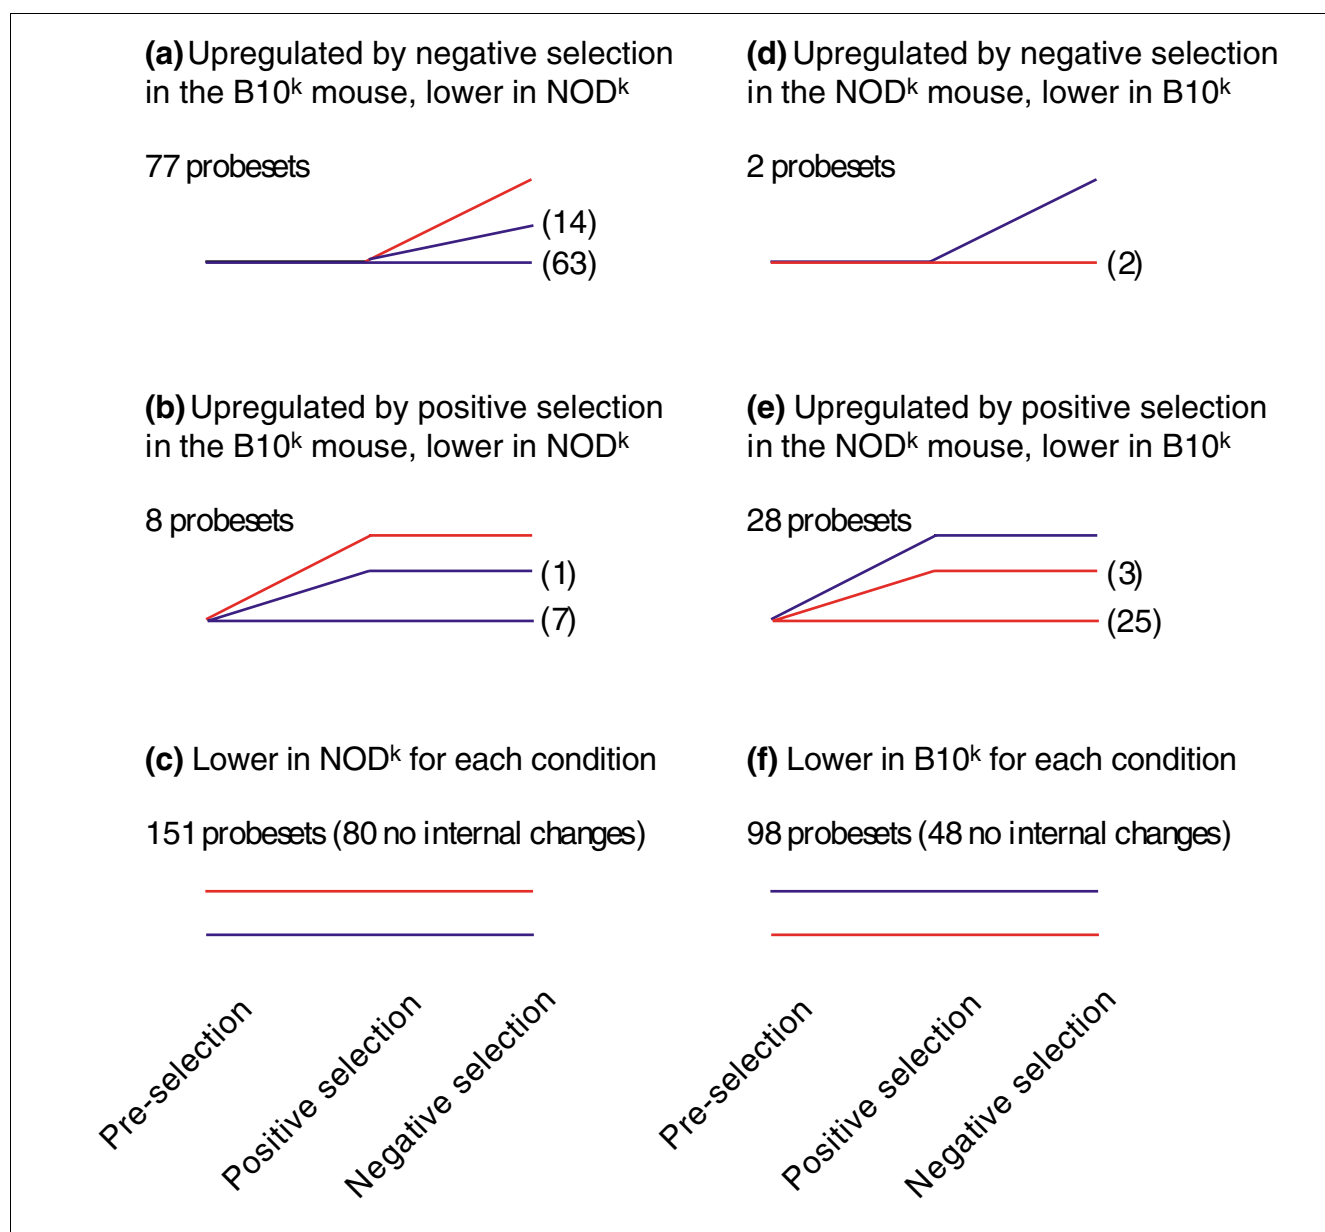 (a) Upregulated by negative selection
in the B10ᵏ mouse, lower in NODᵏ
77 probesets
(14)
(63)
(b) Upregulated by positive selection
in the B10ᵏ mouse, lower in NODᵏ
8 probesets
(1)
(7)
(c) Lower in NODᵏ for each condition
151 probesets (80 no internal changes)
Pre-selection
Positive selection
Negative selection
(d) Upregulated by negative selection
in the NODᵏ mouse, lower in B10ᵏ
2 probesets
(2)
(e) Upregulated by positive selection
in the NODᵏ mouse, lower in B10ᵏ
28 probesets
(3)
(25)
(f) Lower in B10ᵏ for each condition
98 probesets (48 no internal changes)
Pre-selection
Positive selection
Negative selection